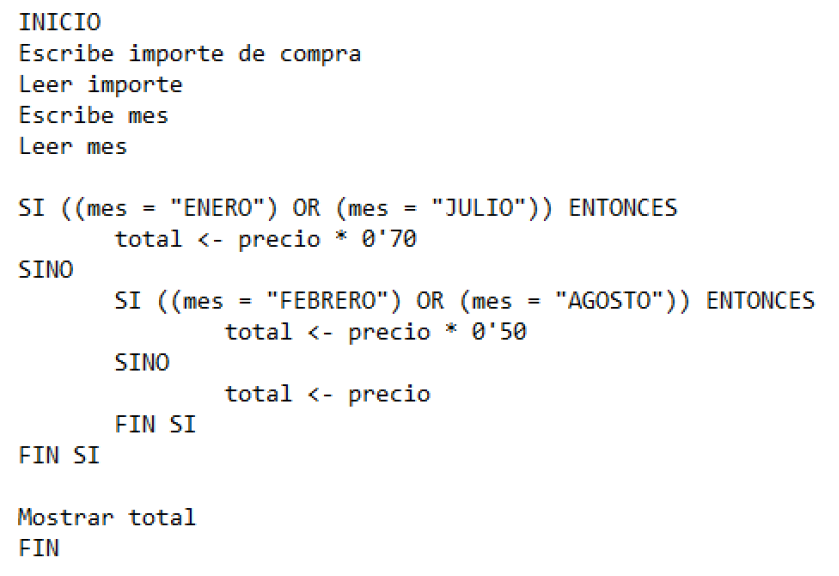 INICIO
Escribe importe de compra
Leer importe
Escribe mes
Leer mes
SI ((mes = "ENERO") OR (mes = "JULIO")) ENTONCES
total <- precio * 0'70
SINO
SI ((mes = "FEBRERO") OR (mes = "AGOSTO")) ENTONCES
total <- precio * 0'50
SINO
total <- precio
FIN SI
FIN SI
Mostrar total
FIN